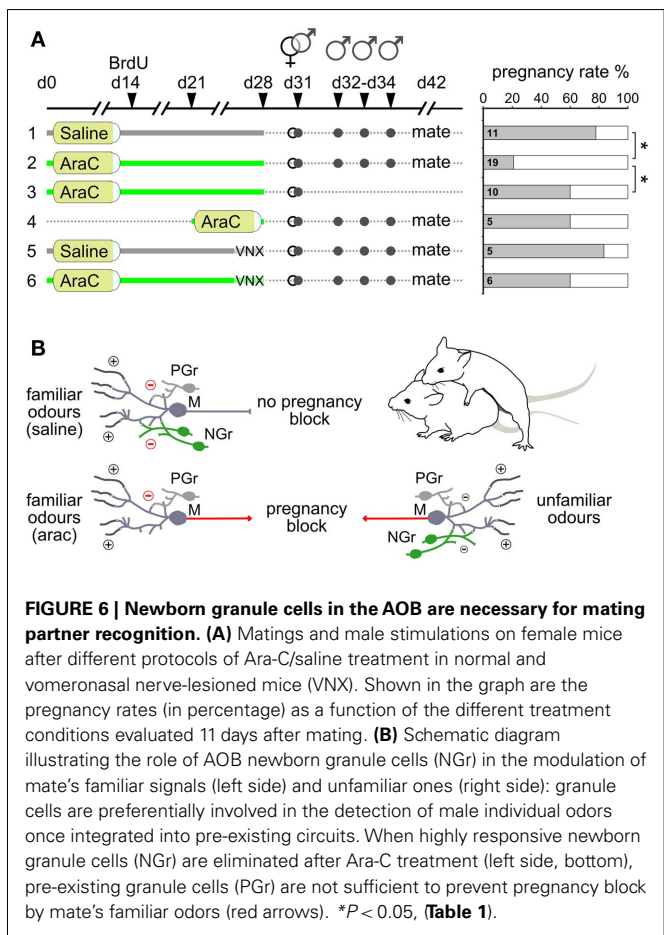 A
BrdU
d0 d14 d21 d28 d31 d32-d34 d42
pregnancy rate %
0 20 40 60 80 100
1 Saline mate 11
*
2 AraC mate 19
*
3 AraC 10
4 AraC mate 5
5 Saline VNX mate 5
6 AraC VNX mate 6
B
familiar odours (saline)
+ − PGr M NGr + −
no pregnancy block
familiar odours (arac)
+ − PGr M +
pregnancy block
PGr − + M NGr − +
unfamiliar odours
FIGURE 6 | Newborn granule cells in the AOB are necessary for mating
partner recognition. (A) Matings and male stimulations on female mice
after different protocols of Ara-C/saline treatment in normal and
vomeronasal nerve-lesioned mice (VNX). Shown in the graph are the
pregnancy rates (in percentage) as a function of the different treatment
conditions evaluated 11 days after mating. (B) Schematic diagram
illustrating the role of AOB newborn granule cells (NGr) in the modulation of
mate's familiar signals (left side) and unfamiliar ones (right side): granule
cells are preferentially involved in the detection of male individual odors
once integrated into pre-existing circuits. When highly responsive newborn
granule cells (NGr) are eliminated after Ara-C treatment (left side, bottom),
pre-existing granule cells (PGr) are not sufficient to prevent pregnancy block
by mate's familiar odors (red arrows). *P < 0.05, (Table 1).